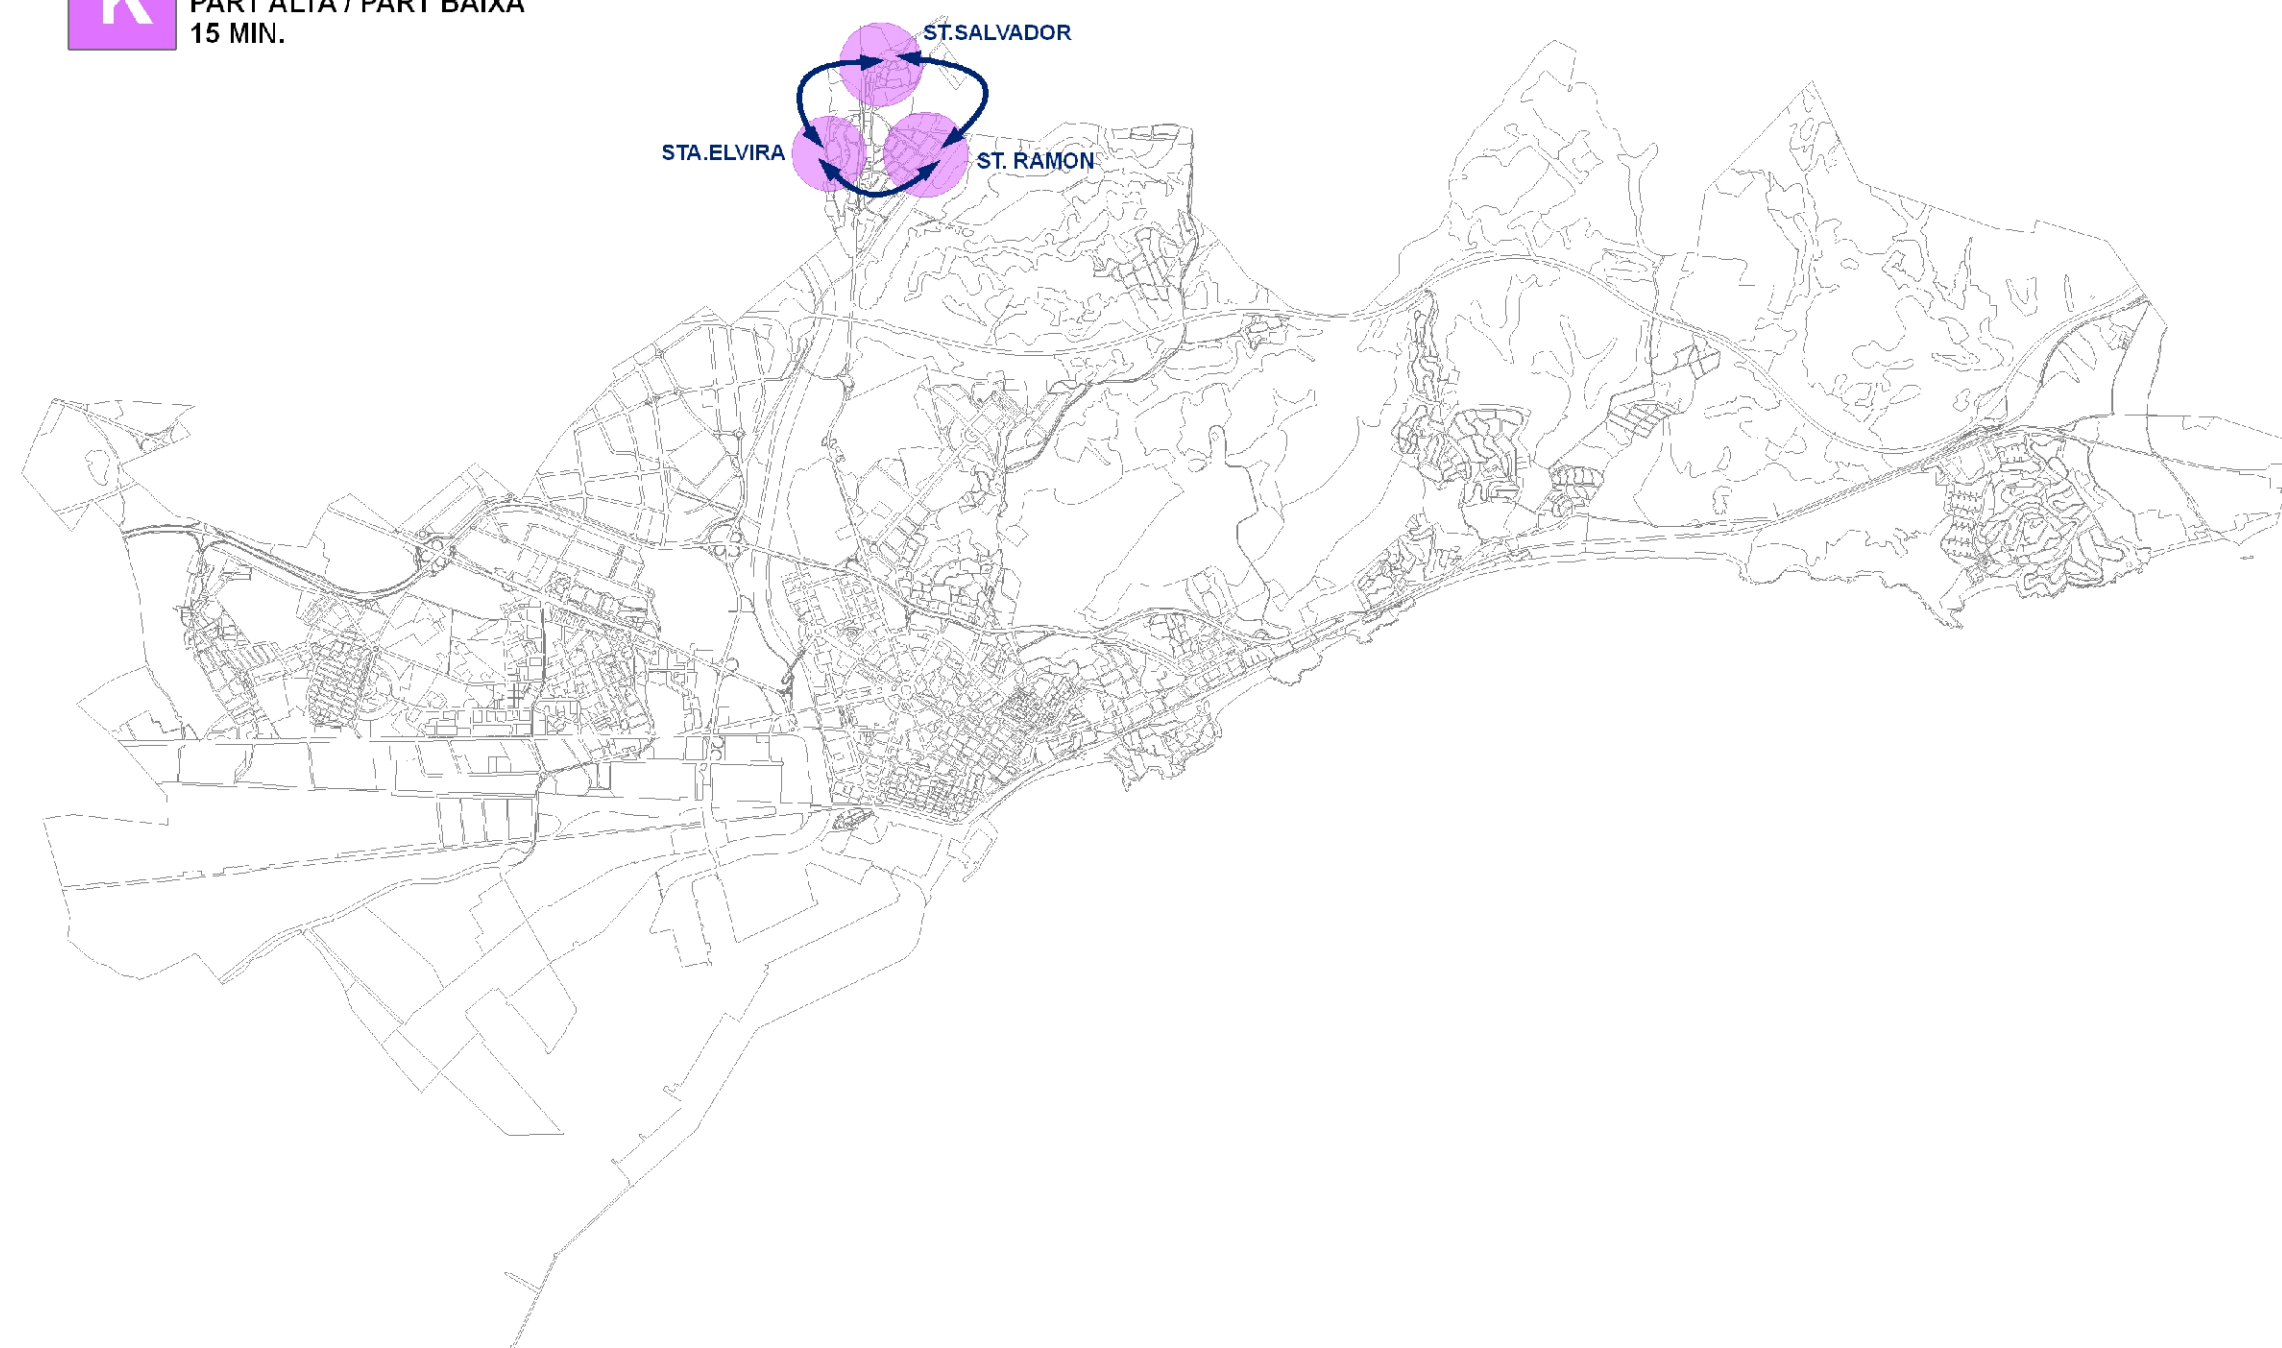 K
PART ALTA / PART BAIXA
15 MIN.
ST.SALVADOR
STA.ELVIRA
ST. RAMON